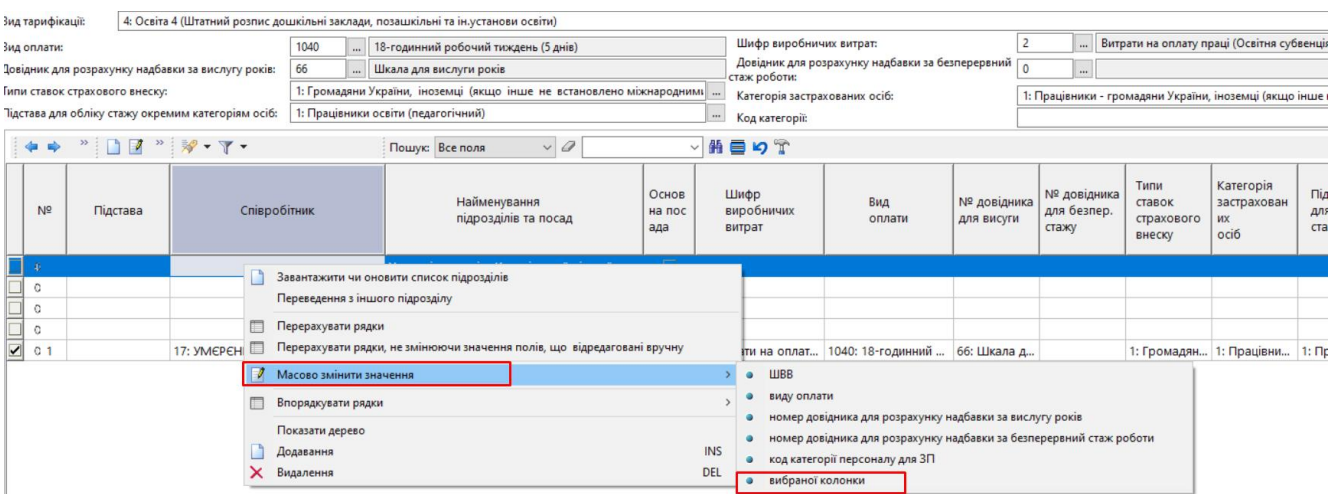 Вид тарифікації: 4: Освіта 4 (Штатний розпис дошкільні заклади, позашкільні та ін.установи освіти)
Вид оплати: 1040 ... 18-годинний робочий тиждень (5 днів)
Шифр виробничих витрат: 2 ... Витрати на оплату праці (Освітня субвенція
Довідник для розрахунку надбавки за вислугу років: 66 ... Шкала для вислуги років
Довідник для розрахунку надбавки за безперервний стаж роботи: 0 ...
Типи ставок страхового внеску: 1: Громадяни України, іноземці (якщо інше не встановлено міжнародними ...
Категорія застрахованих осіб: 1: Працівники - громадяни України, іноземці (якщо інше
Підстава для обліку стажу окремим категоріям осіб: 1: Працівники освіти (педагогічний) ...
Код категорії:
Пошук: Все поля
№
Підстава
Співробітник
Найменування підрозділів та посад
Основ на пос ада
Шифр виробничих витрат
Вид оплати
№ довідника для висуги
№ довідника для безпер. стажу
Типи ставок страхового внеску
Категорія застрахован их осіб
Під для ста
1 17: УМЄРЄН ти на оплат... 1040: 18-годинний ... 66: Шкала д... 1: Громадян... 1: Працівни... 1: Пр
Завантажити чи оновити список підрозділів
Переведення з іншого підрозділу
Перерахувати рядки
Перерахувати рядки, не змінюючи значення полів, що відредаговані вручну
Масово змінити значення
Впорядкувати рядки
Показати дерево
Додавання INS
Видалення DEL
ШВВ
виду оплати
номер довідника для розрахунку надбавки за вислугу років
номер довідника для розрахунку надбавки за безперервний стаж роботи
код категорії персоналу для ЗП
вибраної колонки